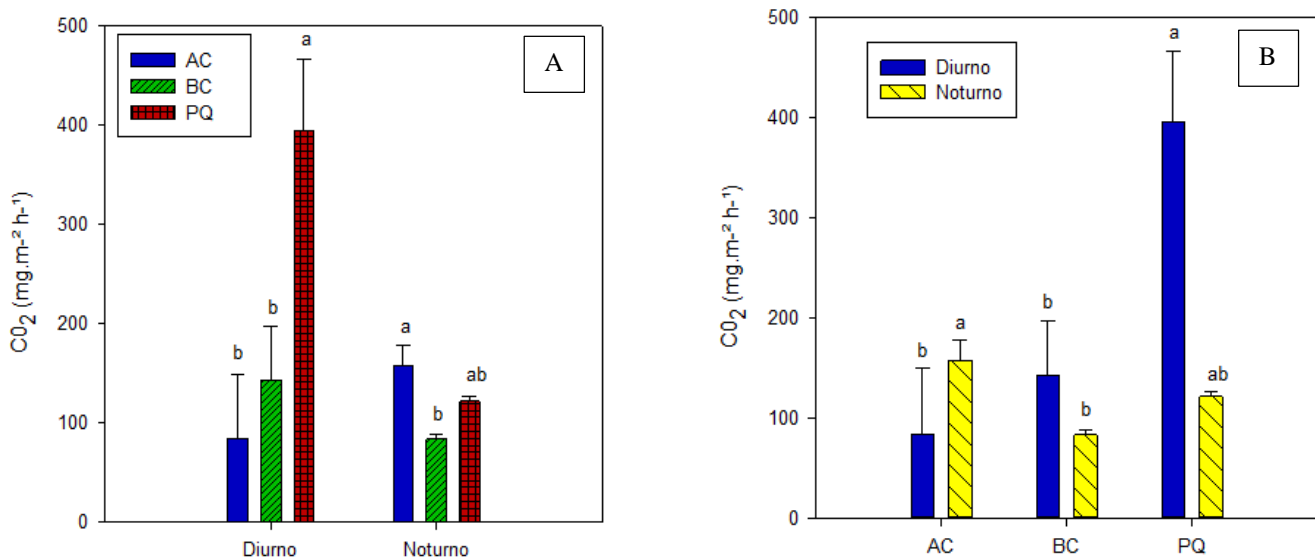 500
400
300
200
100
0
C0₂ (mg.m-² h-¹)
AC
BC
PQ
A
b
b
a
a
b
ab
Diurno
Noturno
500
400
300
200
100
0
C0₂ (mg.m-² h-¹)
Diurno
Noturno
B
b
a
b
b
a
ab
AC
BC
PQ